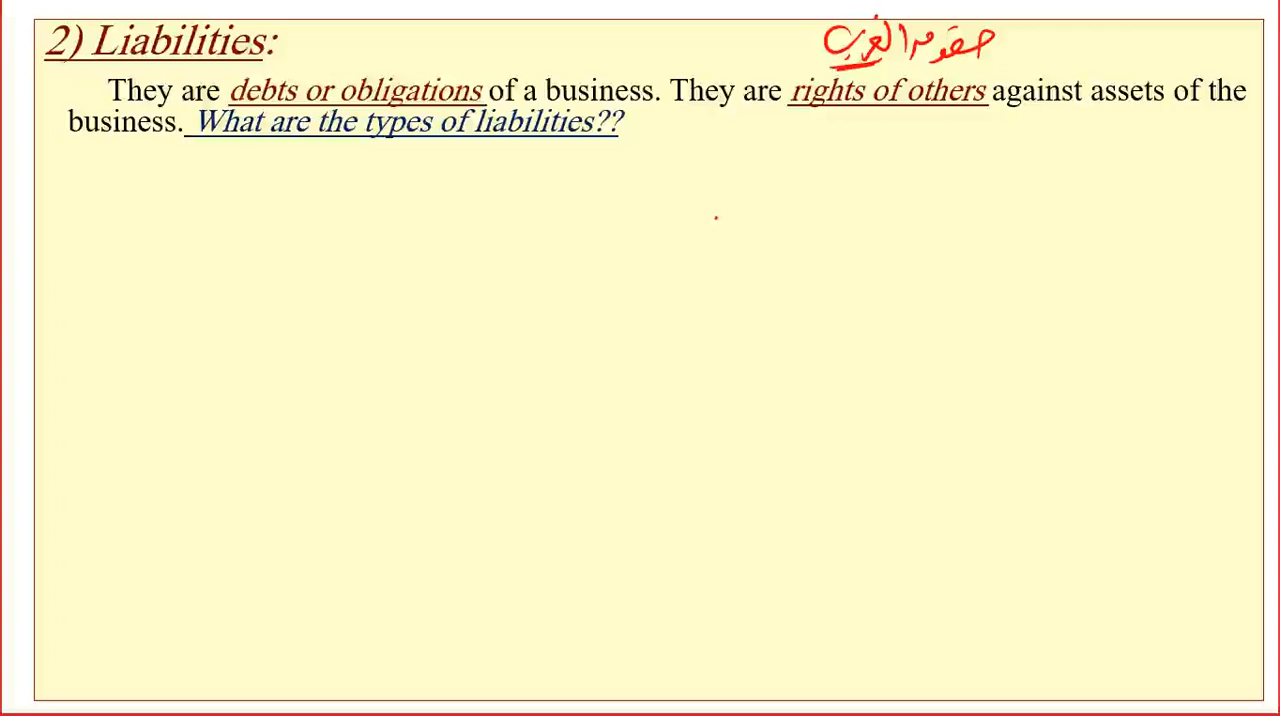 2) Liabilities:
حقوق الغير
They are debts or obligations of a business. They are rights of others against assets of the
business. What are the types of liabilities??